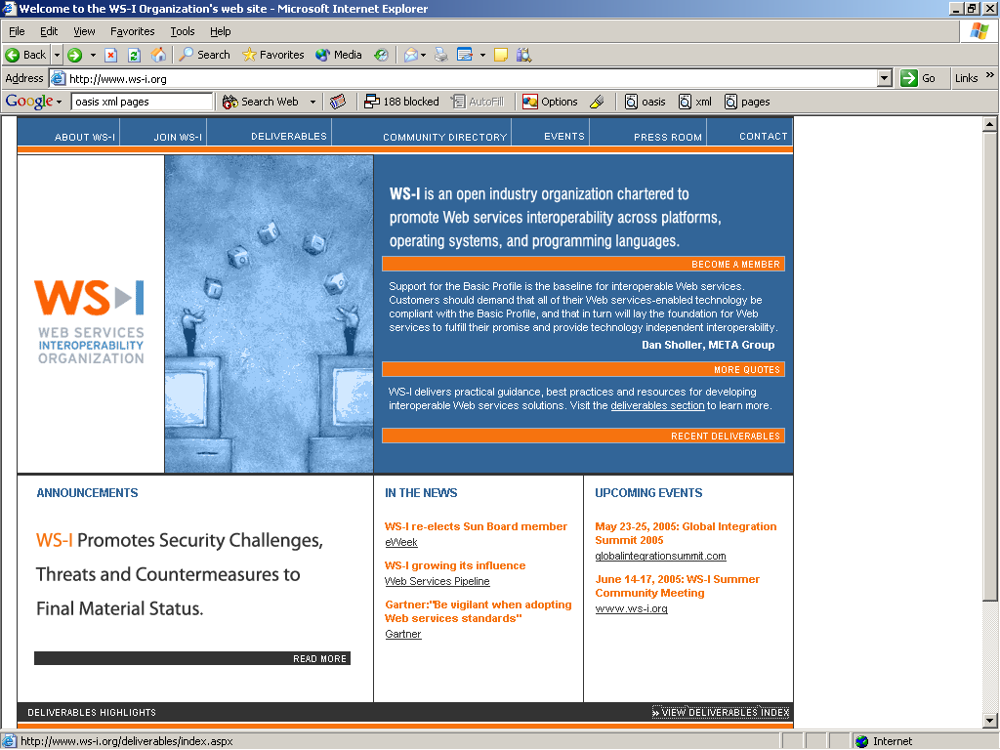 Welcome to the WS-I Organization's web site - Microsoft Internet Explorer
File Edit View Favorites Tools Help
Back Search Favorites Media
Address http://www.ws-i.org Go Links »
Google oasis xml pages Search Web 188 blocked AutoFill Options oasis xml pages
ABOUT WS-I JOIN WS-I DELIVERABLES COMMUNITY DIRECTORY EVENTS PRESS ROOM CONTACT
WS-I
WEB SERVICES
INTEROPERABILITY
ORGANIZATION
WS-I is an open industry organization chartered to
promote Web services interoperability across platforms,
operating systems, and programming languages.
BECOME A MEMBER
Support for the Basic Profile is the baseline for interoperable Web services.
Customers should demand that all of their Web services-enabled technology be
compliant with the Basic Profile, and that in turn will lay the foundation for Web
services to fulfill their promise and provide technology independent interoperability.
Dan Sholler, META Group
MORE QUOTES
WS-I delivers practical guidance, best practices and resources for developing
interoperable Web services solutions. Visit the deliverables section to learn more.
RECENT DELIVERABLES
ANNOUNCEMENTS
WS-I Promotes Security Challenges,
Threats and Countermeasures to
Final Material Status.
READ MORE
IN THE NEWS
WS-I re-elects Sun Board member
eWeek
WS-I growing its influence
Web Services Pipeline
Gartner:"Be vigilant when adopting
Web services standards"
Gartner
UPCOMING EVENTS
May 23-25, 2005: Global Integration
Summit 2005
globalintegrationsummit.com
June 14-17, 2005: WS-I Summer
Community Meeting
www.ws-i.org
DELIVERABLES HIGHLIGHTS
» VIEW DELIVERABLES INDEX
http://www.ws-i.org/deliverables/index.aspx Internet